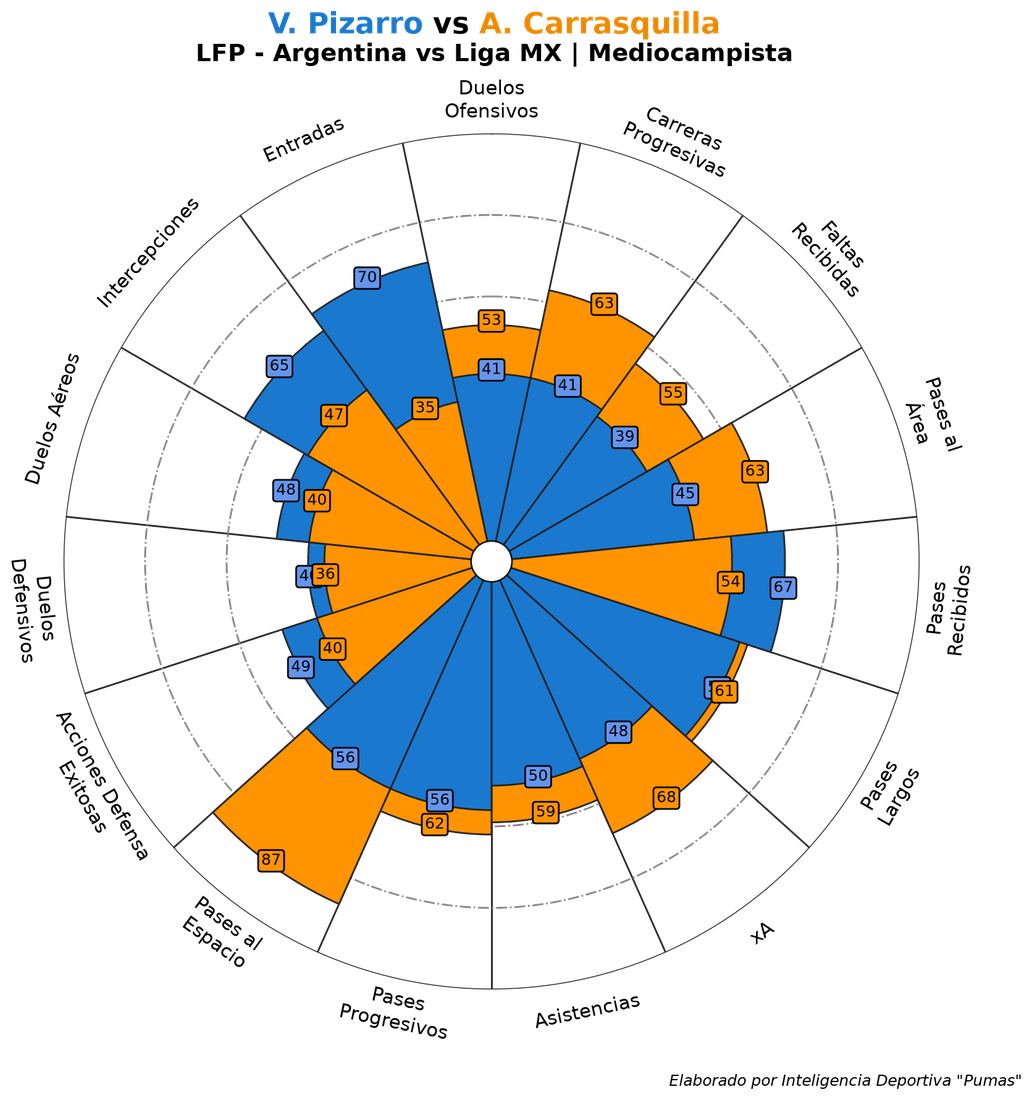 V. Pizarro vs A. Carrasquilla
LFP - Argentina vs Liga MX | Mediocampista
Duelos
Ofensivos
Carreras
Progresivas
Faltas
Recibidas
Pases al
Área
Pases
Recibidos
Pases
Largos
xA
Asistencias
Pases
Progresivos
Pases al
Espacio
Acciones Defensa
Exitosas
Duelos
Defensivos
Duelos Aéreos
Intercepciones
Entradas
53
41
63
41
55
39
63
45
67
54
61
68
48
59
50
62
56
87
56
49
40
36
48
40
65
47
70
35
Elaborado por Inteligencia Deportiva "Pumas"